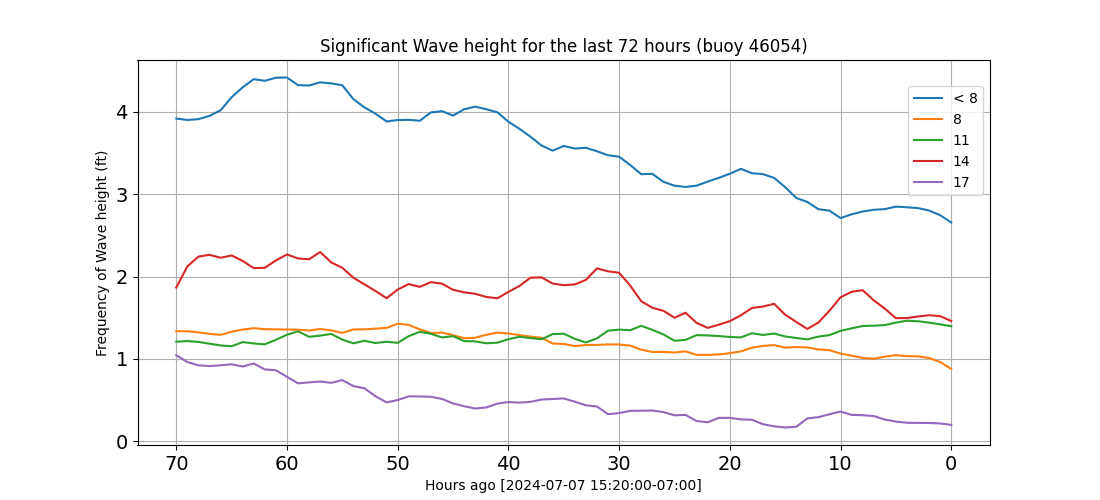 Significant Wave height for the last 72 hours (buoy 46054)
Frequency of Wave height (ft)
4
3
2
1
0
< 8
8
11
14
17
70 60 50 40 30 20 10 0
Hours ago [2024-07-07 15:20:00-07:00]